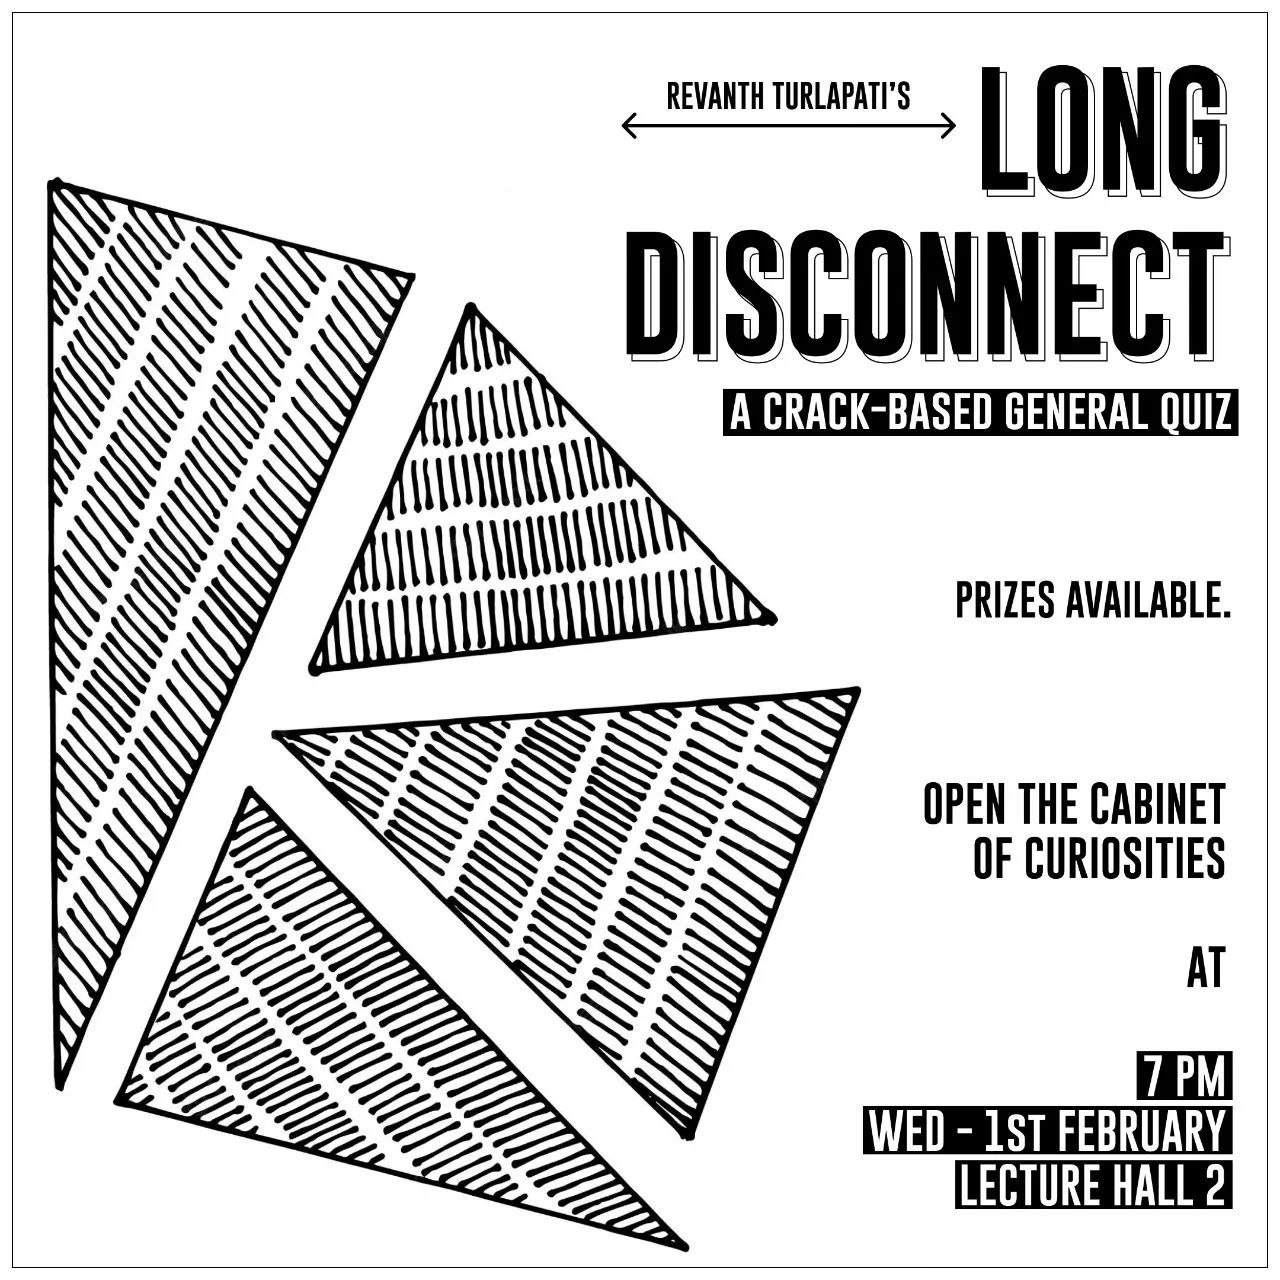 REVANTH TURLAPATI'S
LONG
DISCONNECT
A CRACK-BASED GENERAL QUIZ
PRIZES AVAILABLE.
OPEN THE CABINET
OF CURIOSITIES
AT
7 PM
WED - 1ST FEBRUARY
LECTURE HALL 2